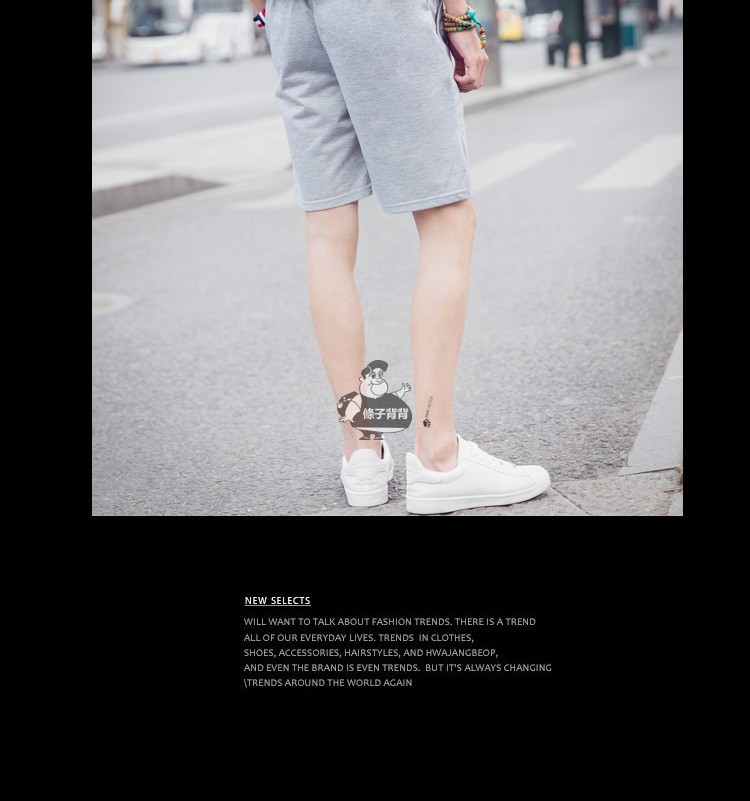 條子背背
NEW SELECTS
WILL WANT TO TALK ABOUT FASHION TRENDS. THERE IS A TREND
ALL OF OUR EVERYDAY LIVES. TRENDS IN CLOTHES,
SHOES, ACCESSORIES, HAIRSTYLES, AND HWAJANGBEOP,
AND EVEN THE BRAND IS EVEN TRENDS. BUT IT'S ALWAYS CHANGING
\TRENDS AROUND THE WORLD AGAIN